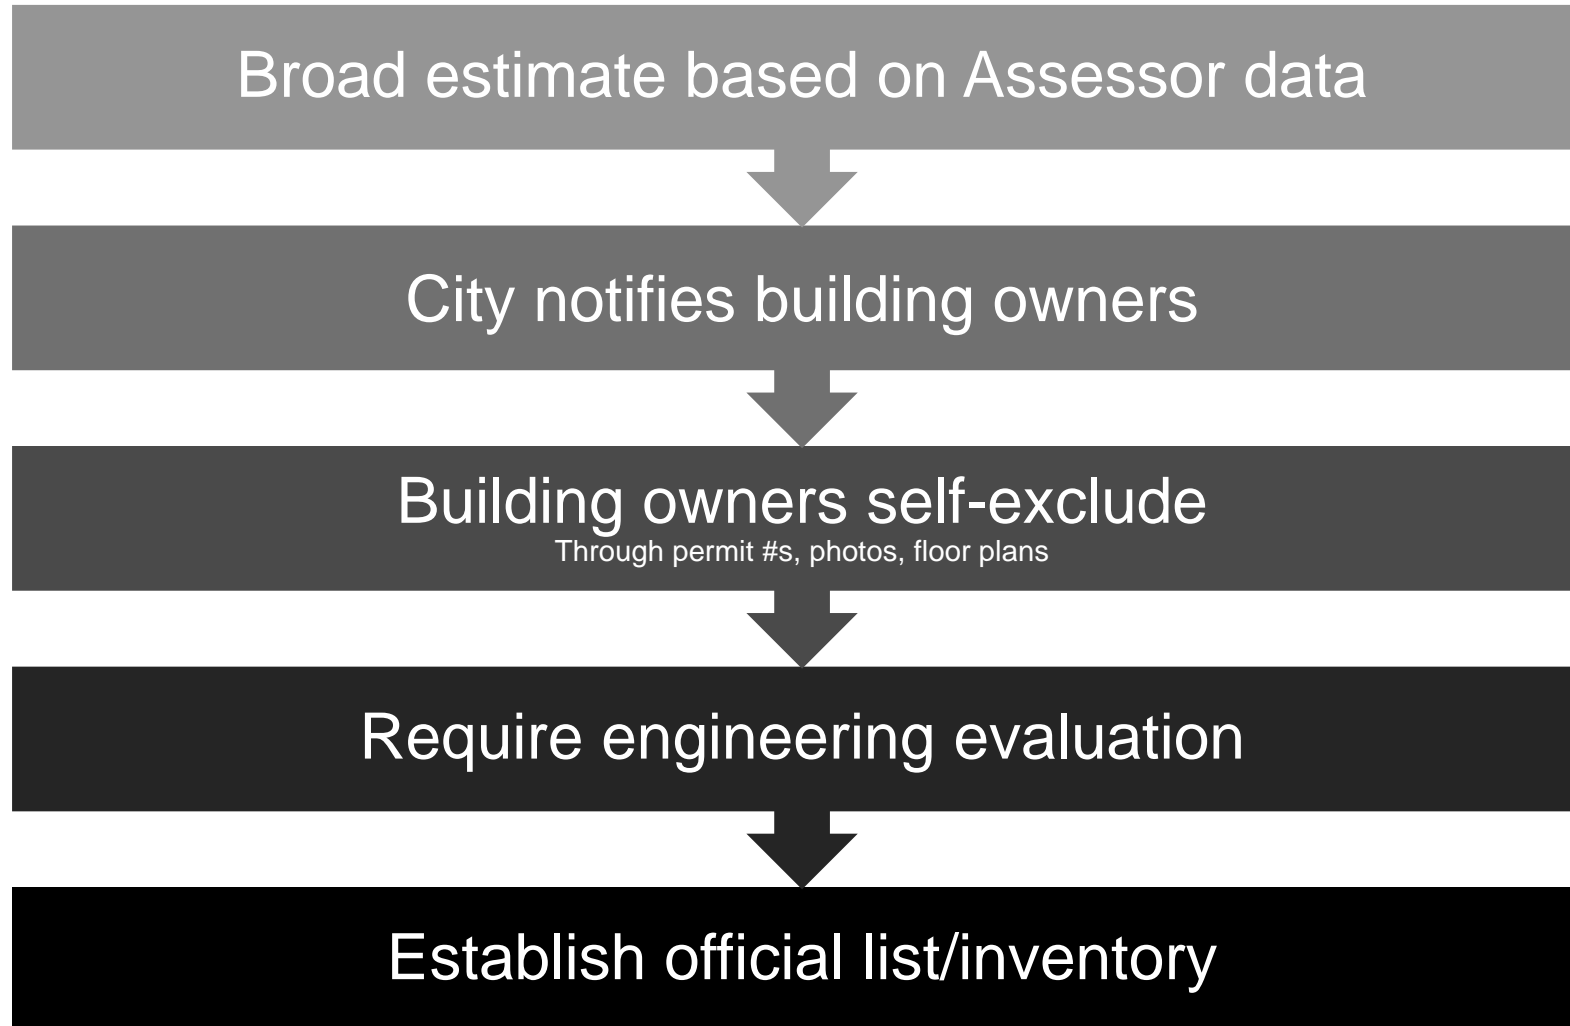 Broad estimate based on Assessor data
City notifies building owners
Building owners self-exclude
Through permit #s, photos, floor plans
Require engineering evaluation
Establish official list/inventory